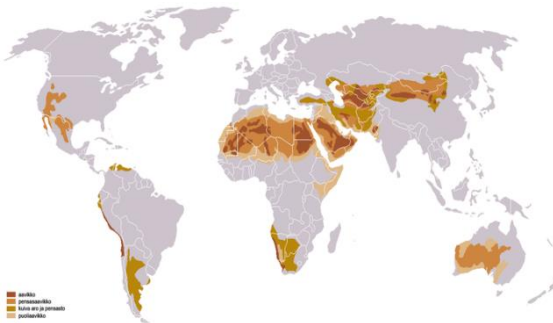 aavikko
pensasaavikko
kuiva aro ja pensasto
puoliaavikko